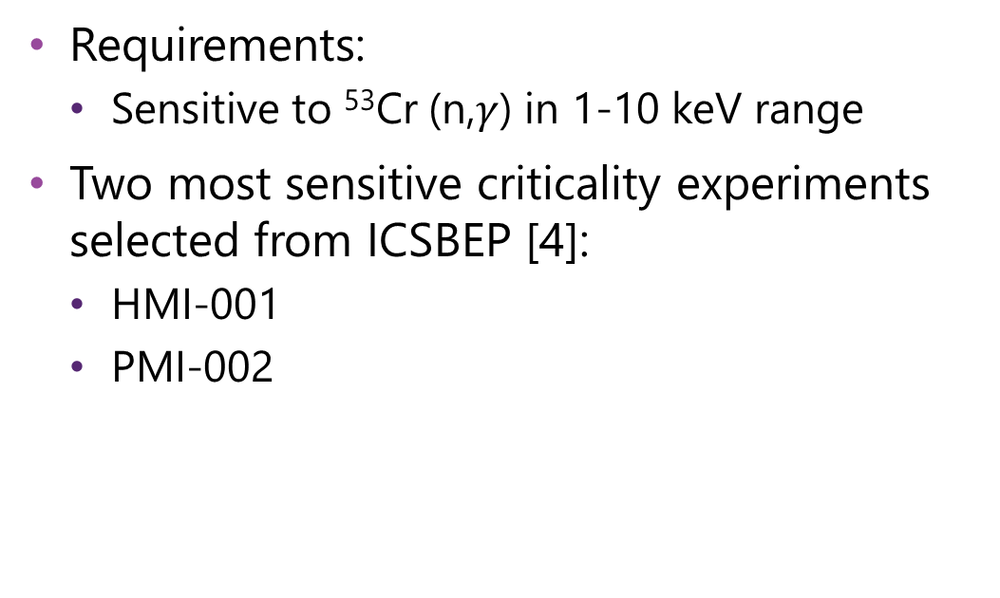 • Requirements:
• Sensitive to ⁵³Cr (n,γ) in 1-10 keV range
• Two most sensitive criticality experiments
selected from ICSBEP [4]:
• HMI-001
• PMI-002